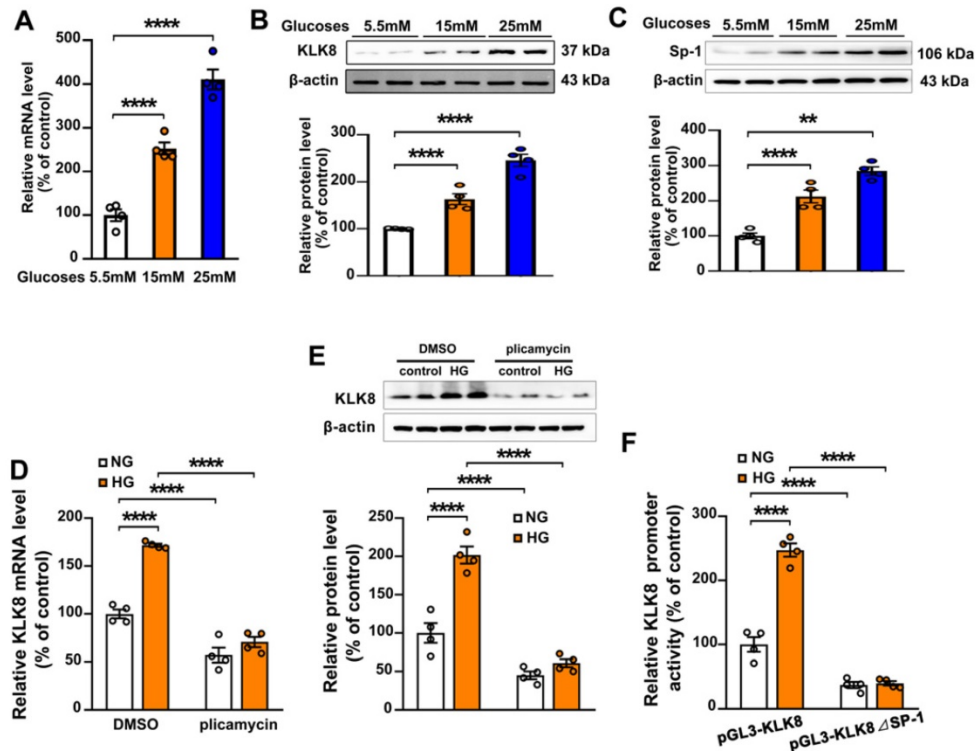 A
Relative mRNA level
(% of control)
500
400
300
200
100
0
****
****
Glucoses 5.5mM 15mM 25mM
B
Glucoses 5.5mM 15mM 25mM
KLK8 37 kDa
β-actin 43 kDa
Relative protein level
(% of control)
300
200
100
0
****
****
C
Glucoses 5.5mM 15mM 25mM
Sp-1 106 kDa
β-actin 43 kDa
Relative protein level
(% of control)
400
300
200
100
0
**
****
D
NG
HG
Relative KLK8 mRNA level
(% of control)
200
150
100
50
0
****
****
****
DMSO plicamycin
E
DMSO plicamycin
control HG control HG
KLK8
β-actin
NG
HG
Relative protein level
(% of control)
250
200
150
100
50
0
****
****
****
F
NG
HG
Relative KLK8 promoter
activity (% of control)
300
200
100
0
****
****
****
pGL3-KLK8
pGL3-KLK8⊿SP-1